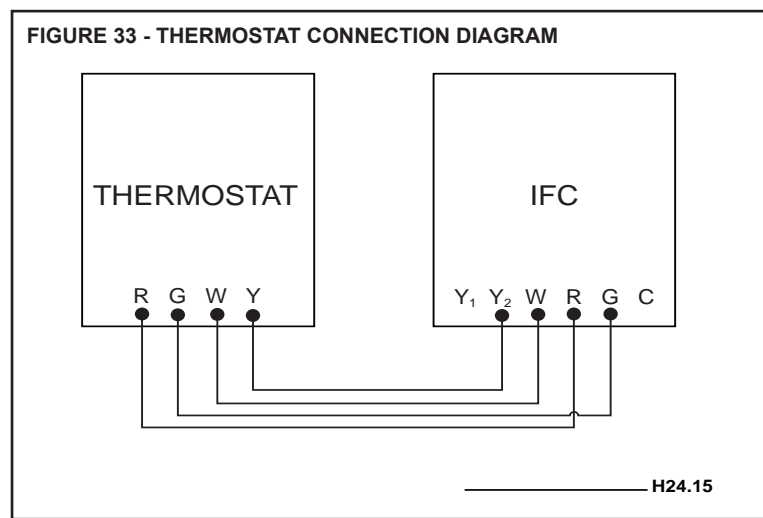 FIGURE 33 - THERMOSTAT CONNECTION DIAGRAM
THERMOSTAT
IFC
R G W Y
Y₁ Y₂ W R G C
H24.15